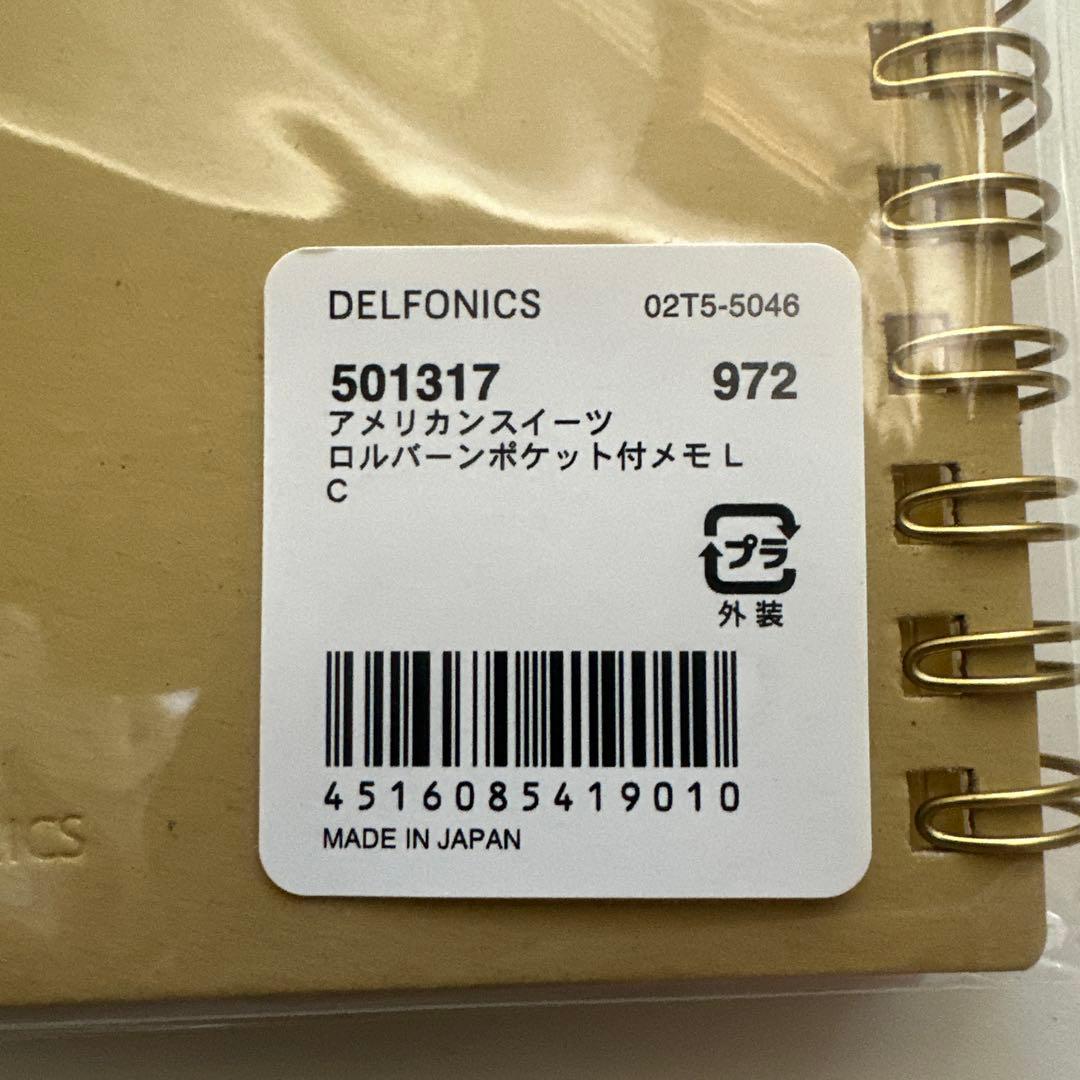 DELFONICS 02T5-5046
501317 972
アメリカンスイーツ
ロルバーンポケット付メモ L
C
プラ
外装
4516085419010
MADE IN JAPAN
NICS